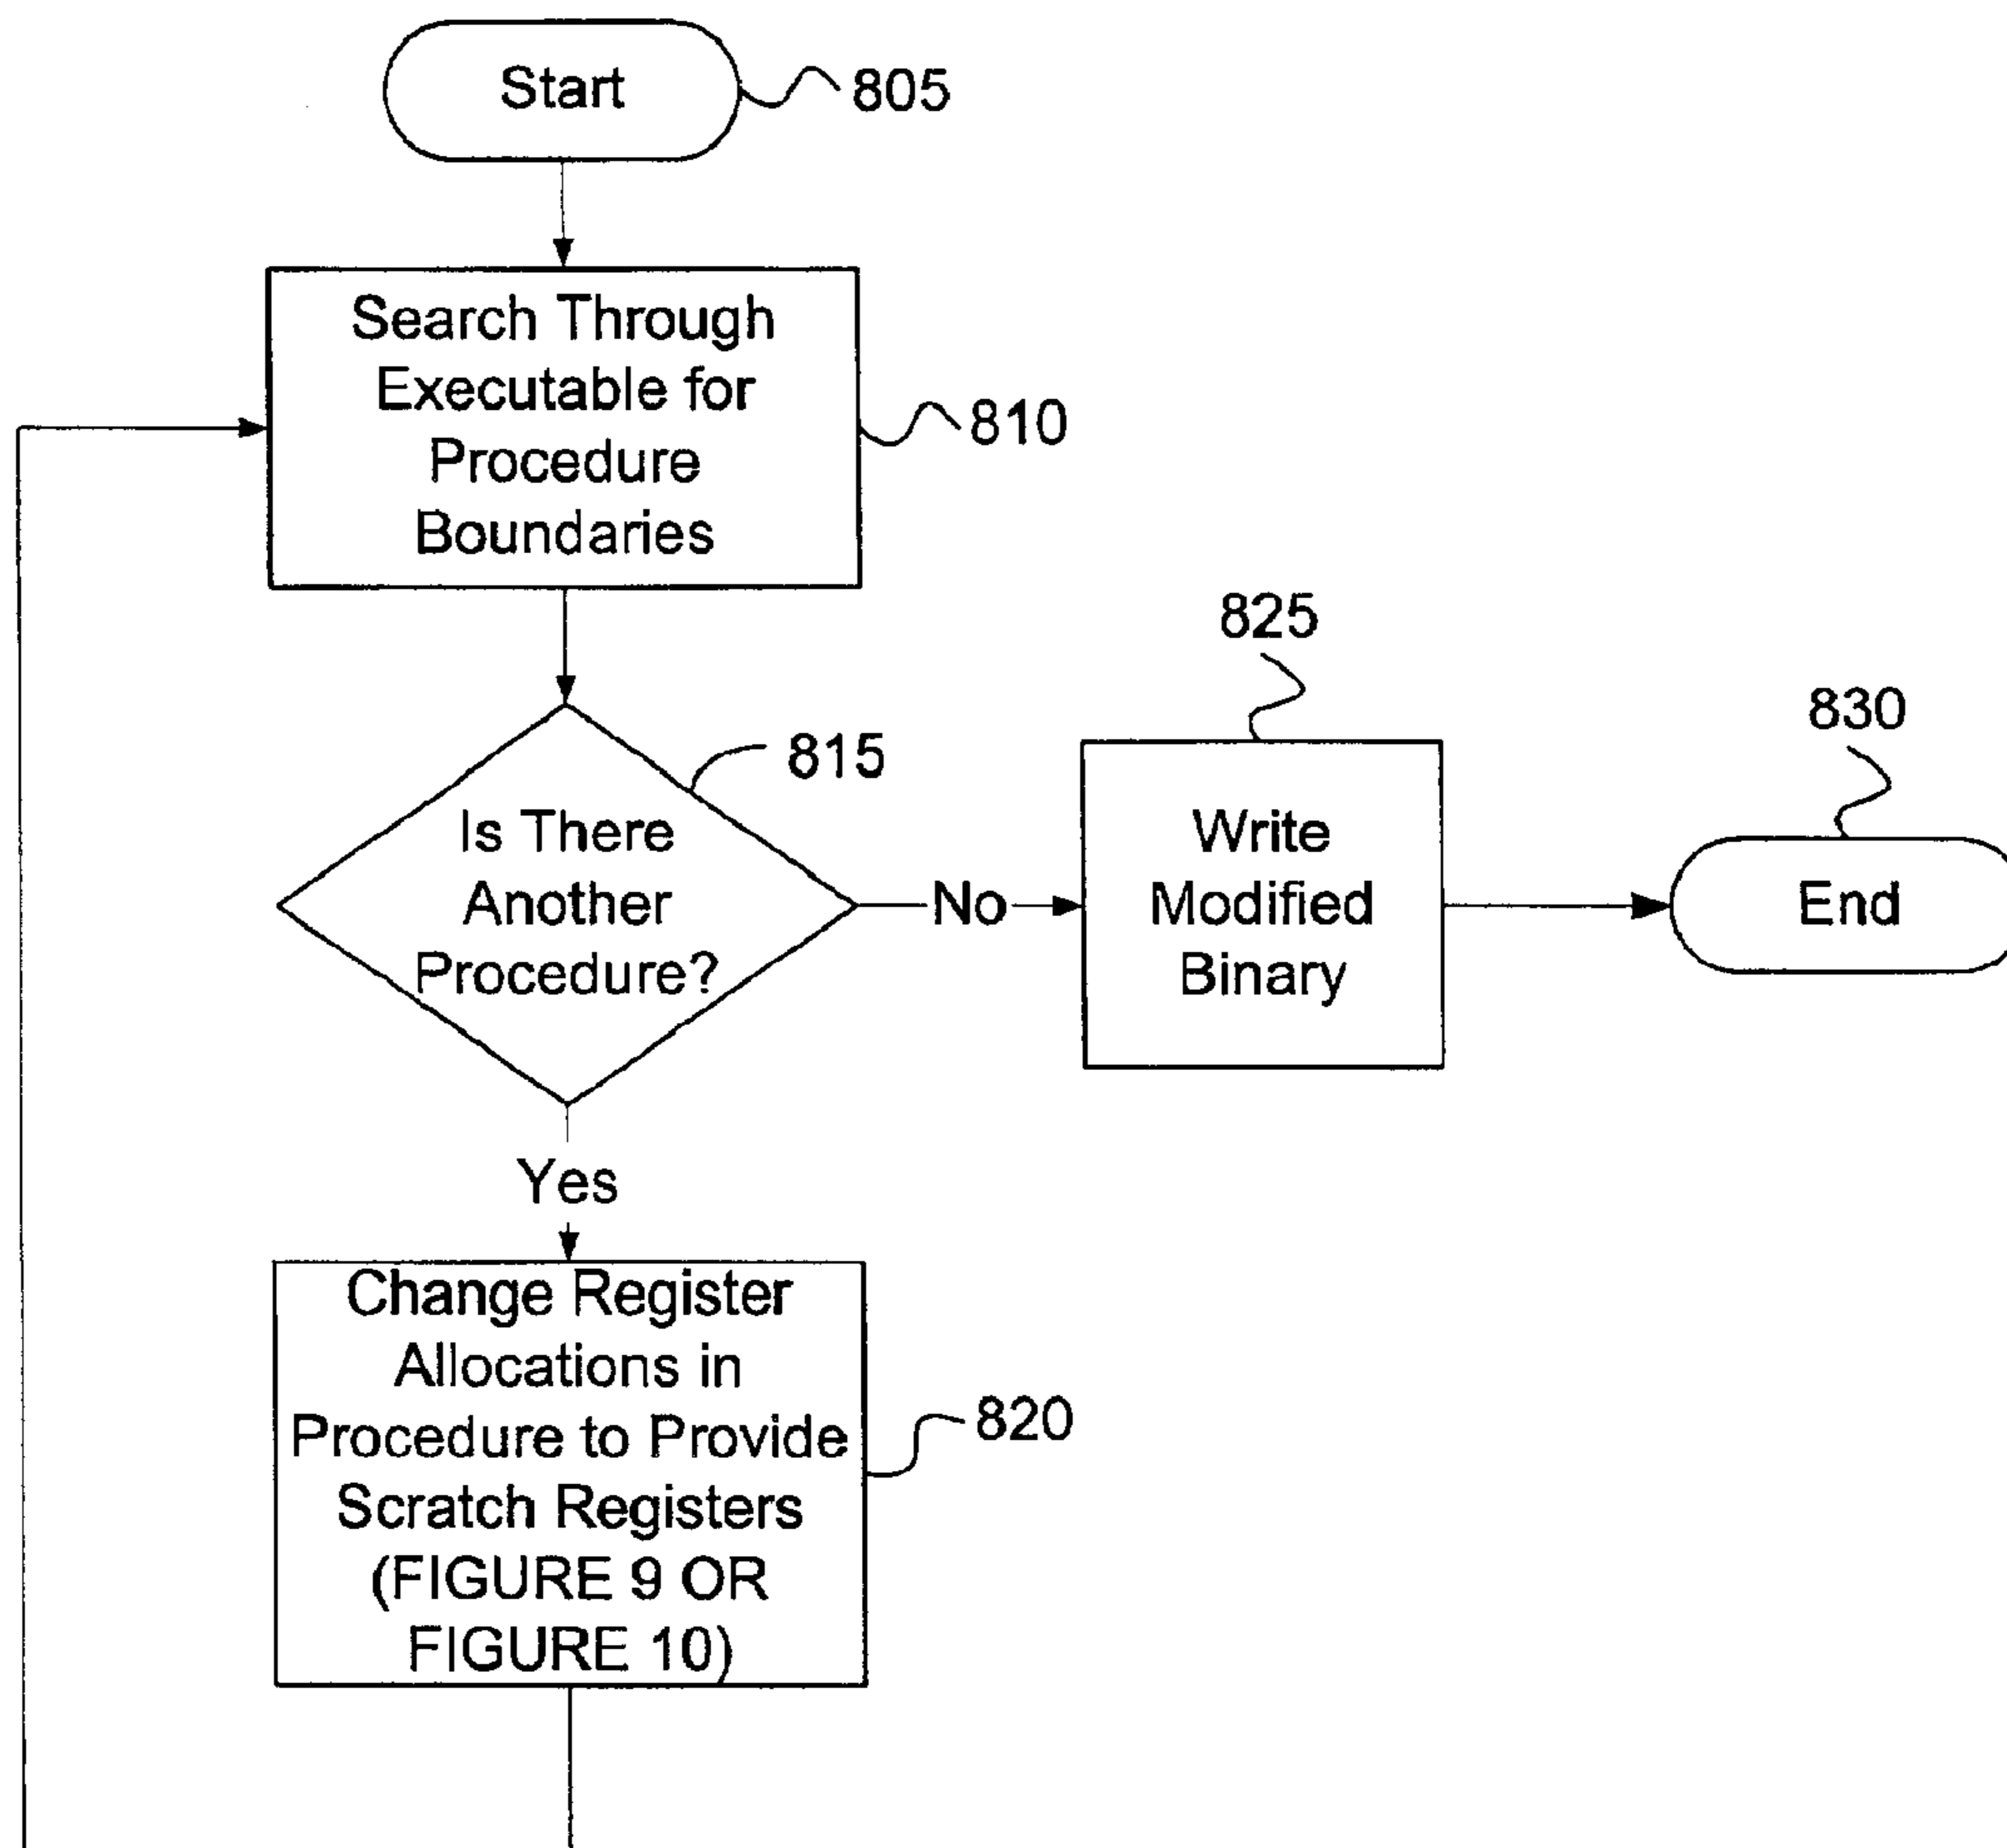 Start
805
Search Through
Executable for
Procedure
Boundaries
810
Is There
Another
Procedure?
815
No
825
Write
Modified
Binary
830
End
Yes
Change Register
Allocations in
Procedure to Provide
Scratch Registers
(FIGURE 9 OR
FIGURE 10)
820